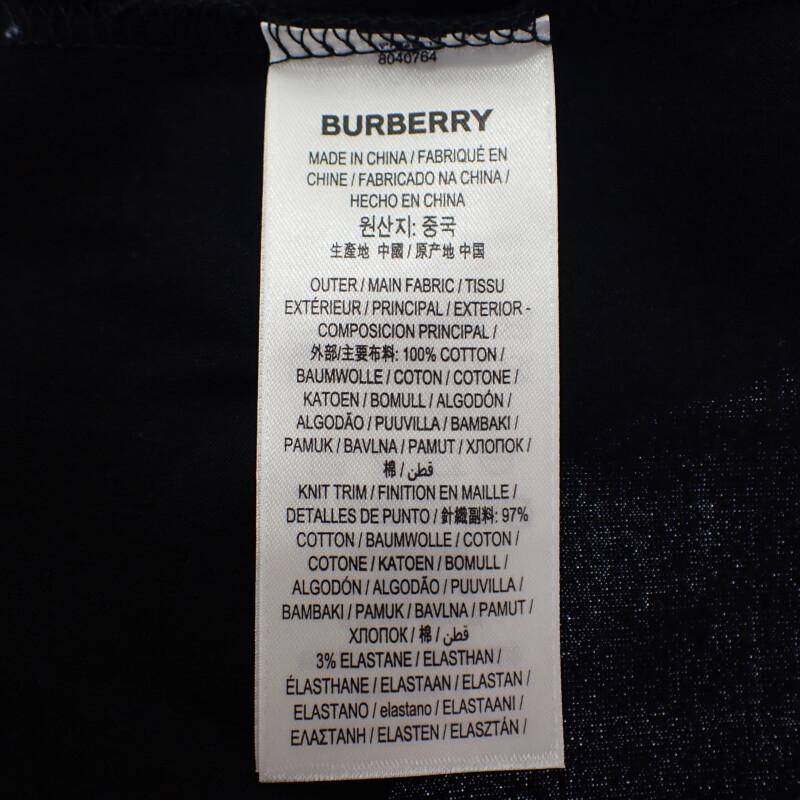 8040764
BURBERRY
MADE IN CHINA / FABRIQUÉ EN
CHINE / FABRICADO NA CHINA /
HECHO EN CHINA
원산지: 중국
生產地 中國 / 原产地 中国
OUTER / MAIN FABRIC / TISSU
EXTÉRIEUR / PRINCIPAL / EXTERIOR -
COMPOSICION PRINCIPAL /
外部/主要布料: 100% COTTON /
BAUMWOLLE / COTON / COTONE /
KATOEN / BOMULL / ALGODÓN /
ALGODÃO / PUUVILLA / BAMBAKI /
PAMUK / BAVLNA / PAMUT / ХЛОПОК /
棉 / قطن
KNIT TRIM / FINITION EN MAILLE /
DETALLES DE PUNTO / 針織副料: 97%
COTTON / BAUMWOLLE / COTON /
COTONE / KATOEN / BOMULL /
ALGODÓN / ALGODÃO / PUUVILLA /
BAMBAKI / PAMUK / BAVLNA / PAMUT /
ХЛОПОК / 棉 / قطن /
3% ELASTANE / ELASTHAN /
ÉLASTHANE / ELASTAAN / ELASTAN /
ELASTANO / elastano / ELASTAANI /
ΕΛΑΣΤΑΝΗ / ELASTEN / ELASZTÁN /